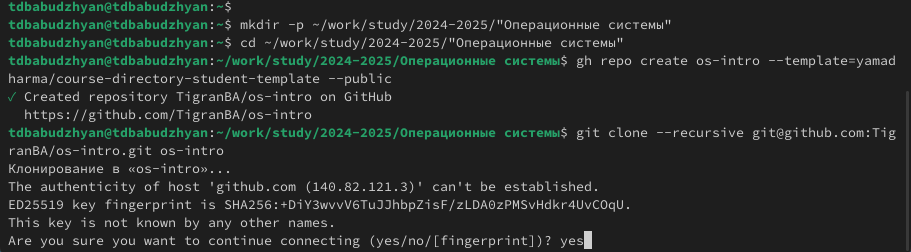 tdbabudzhyan@tdbabudzhyan:~$
tdbabudzhyan@tdbabudzhyan:~$ mkdir -p ~/work/study/2024-2025/"Операционные системы"
tdbabudzhyan@tdbabudzhyan:~$ cd ~/work/study/2024-2025/"Операционные системы"
tdbabudzhyan@tdbabudzhyan:~/work/study/2024-2025/Операционные системы$ gh repo create os-intro --template=yamad
harma/course-directory-student-template --public
✓ Created repository TigranBA/os-intro on GitHub
https://github.com/TigranBA/os-intro
tdbabudzhyan@tdbabudzhyan:~/work/study/2024-2025/Операционные системы$ git clone --recursive git@github.com:Tig
ranBA/os-intro.git os-intro
Клонирование в «os-intro»...
The authenticity of host 'github.com (140.82.121.3)' can't be established.
ED25519 key fingerprint is SHA256:+DiY3wvvV6TuJJhbpZisF/zLDA0zPMSvHdkr4UvCOqU.
This key is not known by any other names.
Are you sure you want to continue connecting (yes/no/[fingerprint])? yes